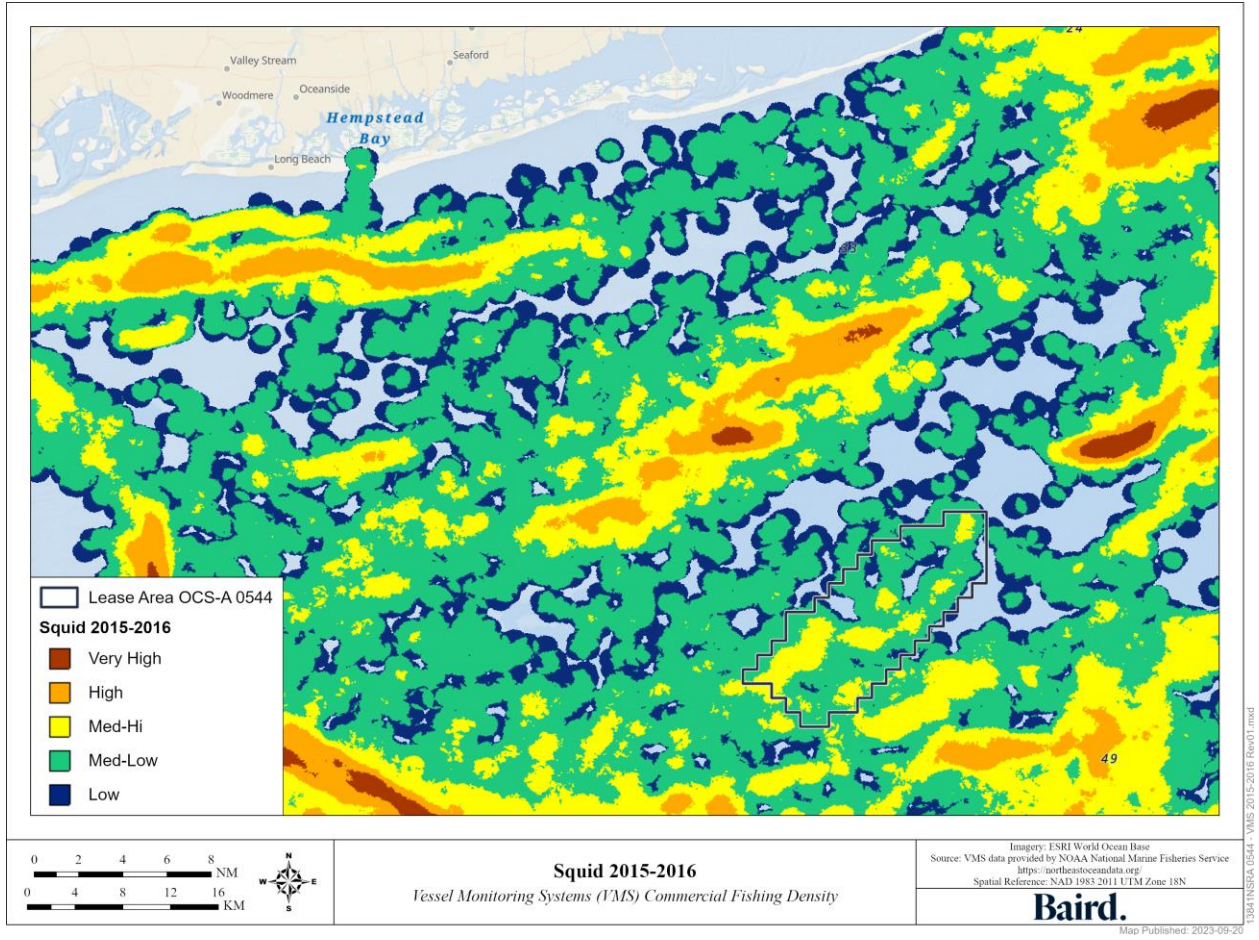 24
Valley Stream
Seaford
Woodmere
Oceanside
Hempstead
Bay
Long Beach
33
49
Lease Area OCS-A 0544
Squid 2015-2016
Very High
High
Med-Hi
Med-Low
Low
0 2 4 6 8
NM
0 4 8 12 16
KM
N
W E
S
Squid 2015-2016
Vessel Monitoring Systems (VMS) Commercial Fishing Density
Imagery: ESRI World Ocean Base
Source: VMS data provided by NOAA National Marine Fisheries Service
https://northeastoceandata.org/
Spatial Reference: NAD 1983 2011 UTM Zone 18N
Baird.
Map Published: 2023-09-20
13841NSRA 0544 - VMS 2015-2016 Rev01.mxd